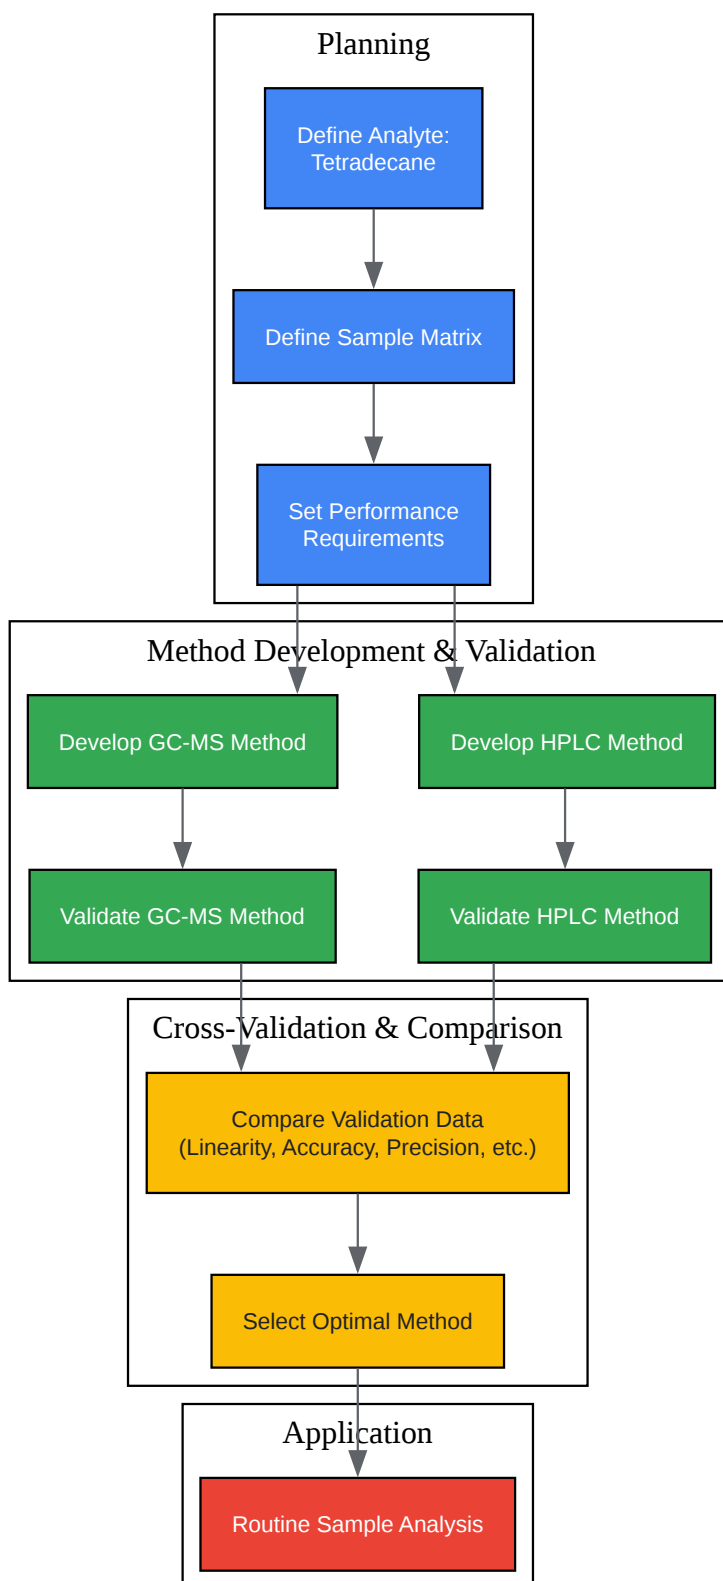 Planning
Define Analyte:
Tetradecane
Define Sample Matrix
Set Performance
Requirements
Method Development & Validation
Develop GC-MS Method
Develop HPLC Method
Validate GC-MS Method
Validate HPLC Method
Cross-Validation & Comparison
Compare Validation Data
(Linearity, Accuracy, Precision, etc.)
Select Optimal Method
Application
Routine Sample Analysis